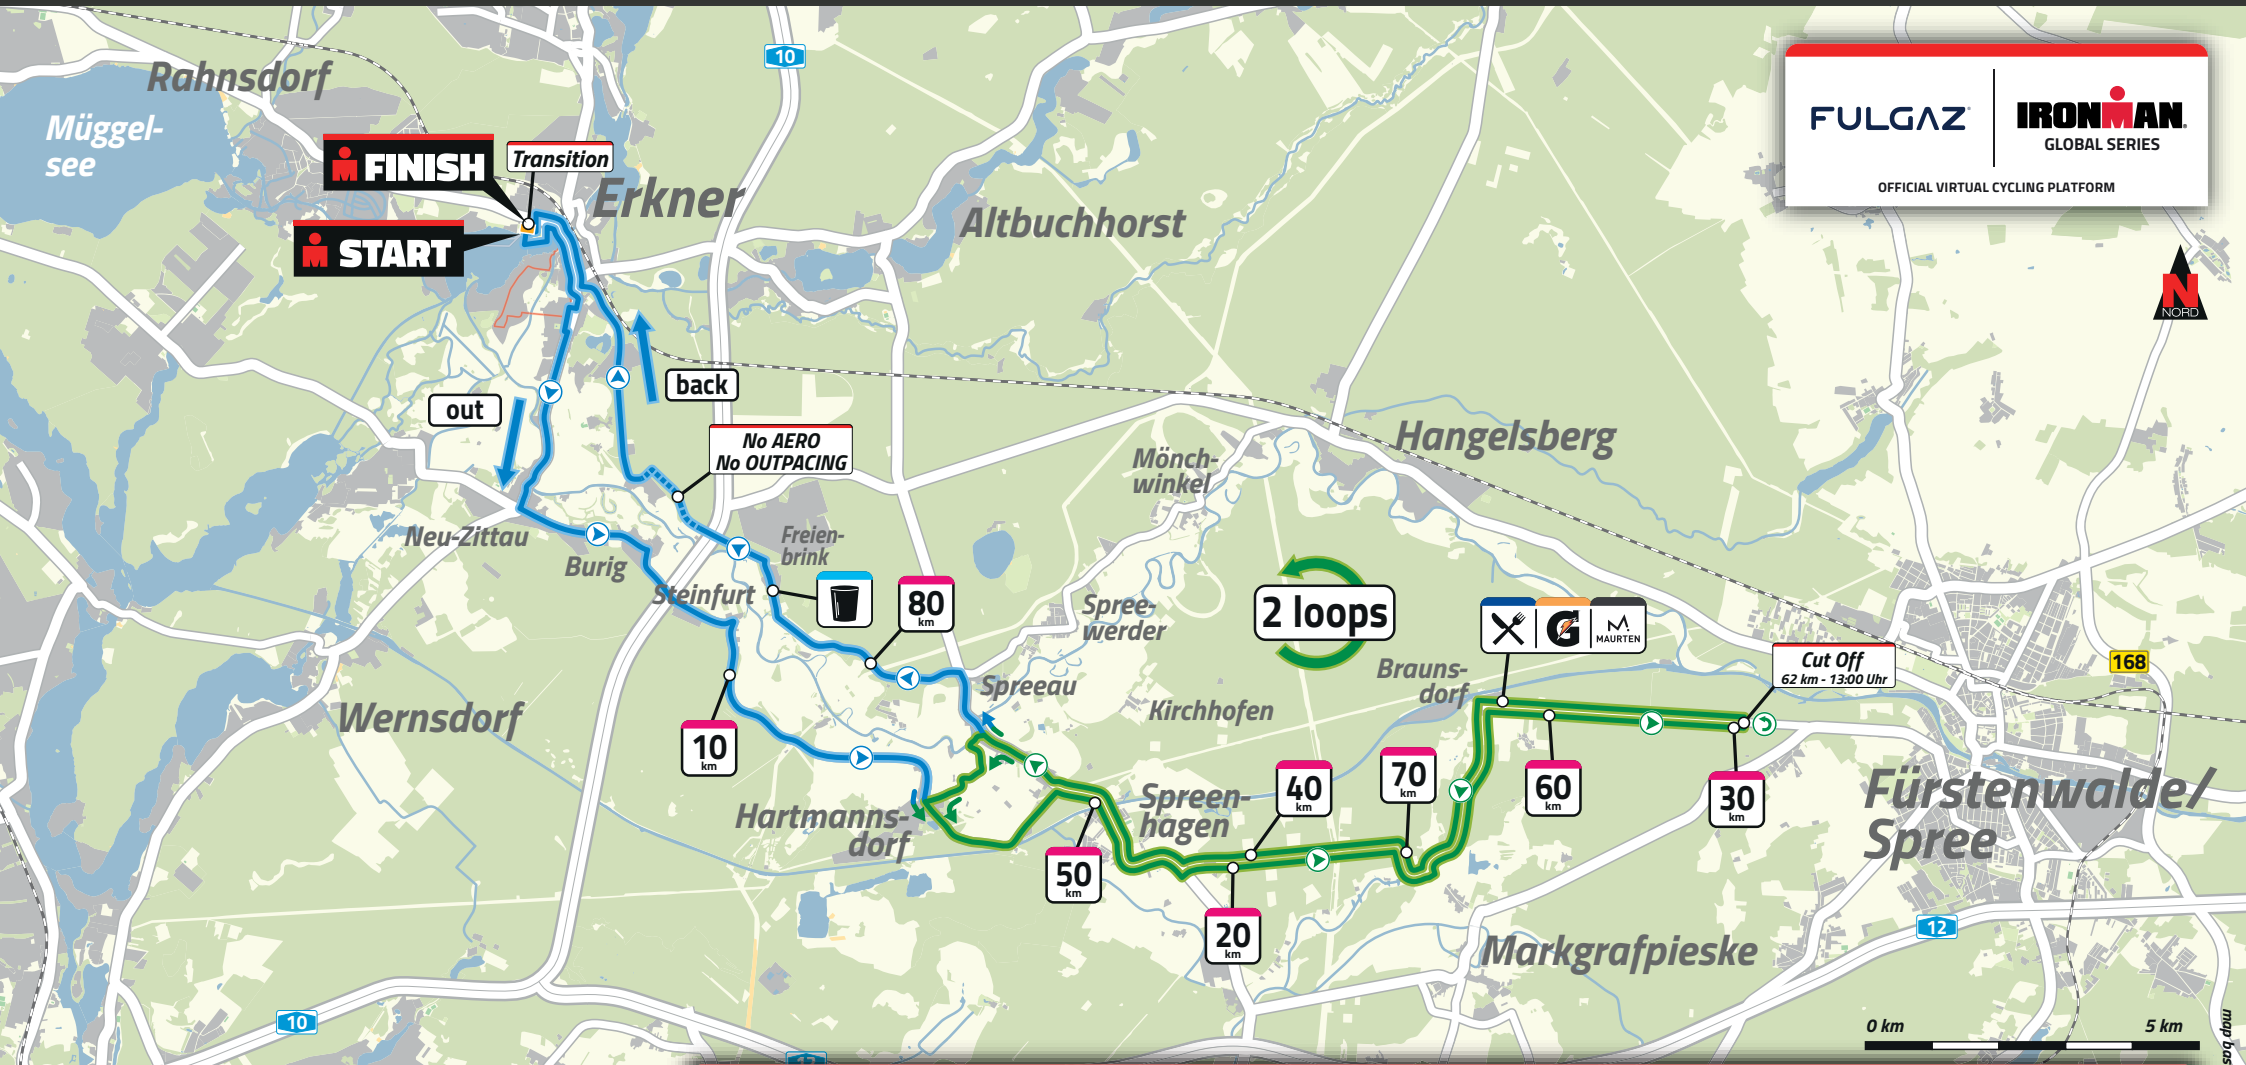 Rahnsdorf
Müggel-
see
FINISH
Transition
START
Erkner
10
Altbuchhorst
FULGAZ
IRONMAN
GLOBAL SERIES
OFFICIAL VIRTUAL CYCLING PLATFORM
N
NORD
out
back
No AERO
No OUTPACING
Hangelsberg
Mönch-
winkel
Neu-Zittau
Burig
Freien-
brink
Steinfurt
80
km
Spree-
werder
2 loops
G
M
MAURTEN
Brauns-
dorf
Cut Off
62 km - 13:00 Uhr
168
Spreeau
Kirchhofen
Wernsdorf
10
km
Hartmanns-
dorf
Spreen-
hagen
40
km
70
km
60
km
30
km
Fürstenwalde/
Spree
50
km
20
km
Markgrafpieske
12
10
12
0 km
5 km
map bas